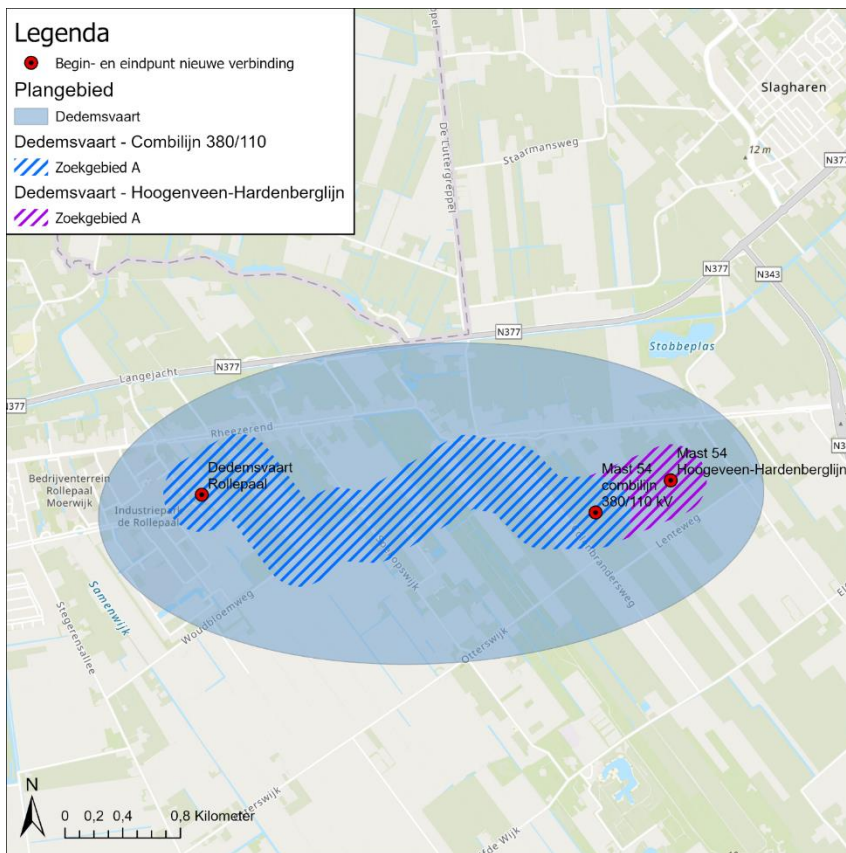 Legenda
Begin- en eindpunt nieuwe verbinding
Plangebied
Dedemsvaart
Dedemsvaart - Combilijn 380/110
Zoekgebied A
Dedemsvaart - Hoogenveen-Hardenberglijn
Zoekgebied A
De Luttergreppel
Slagharen
Staarmansweg
12 m
N377
N377
N343
N377
Stobbeplas
N377
Langejacht
N377
Rheezerend
Dedemsvaart
Rollepaal
Mast 54
Hoogeveen-Hardenberglijn
Mast 54
combilijn
380/110 kV
Bedrijventerrein
Rollepaal
Moerwijk
Industriepark
de Rollepaal
Lenteweg
Samenwijk
Stegerensallee
Woudbloemweg
Otterswijk
N
0 0,2 0,4 0,8 Kilometer